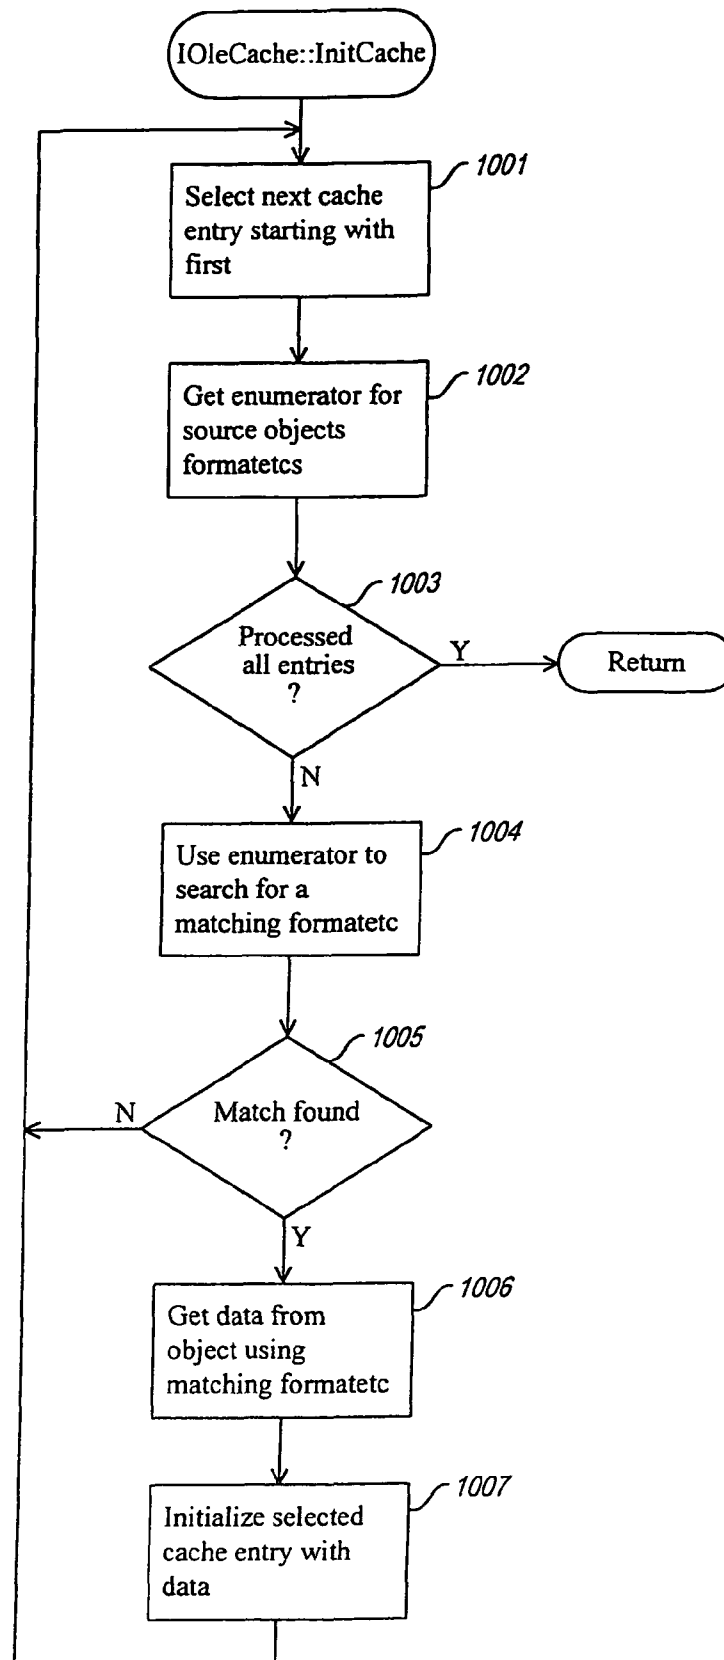 IOleCache::InitCache
1001
Select next cache
entry starting with
first
1002
Get enumerator for
source objects
formatetcs
1003
Processed
all entries
?
Y
Return
N
1004
Use enumerator to
search for a
matching formatetc
1005
Match found
?
N
Y
1006
Get data from
object using
matching formatetc
1007
Initialize selected
cache entry with
data